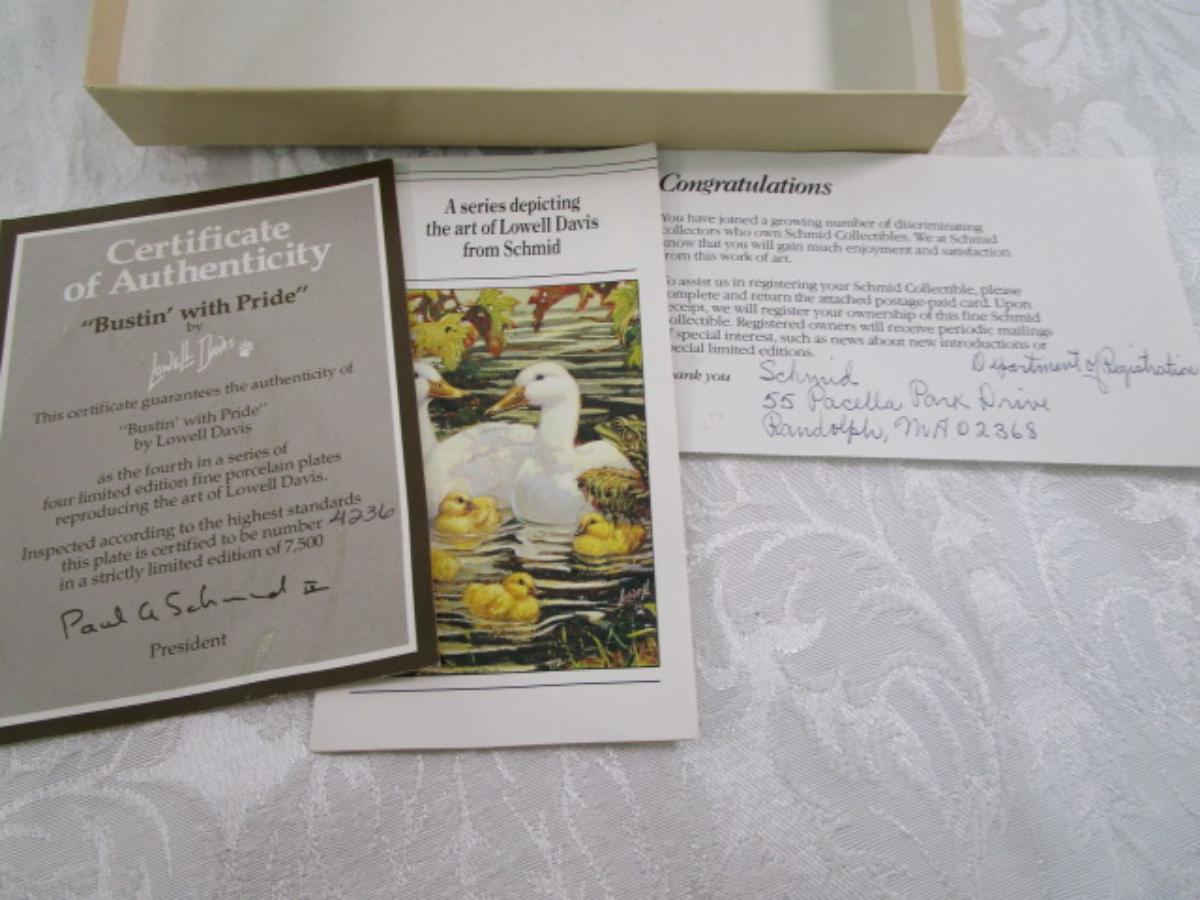 Certificate
of Authenticity
"Bustin' with Pride"
by
Lowell Davis
This certificate guarantees the authenticity of
"Bustin' with Pride"
by Lowell Davis
as the fourth in a series of
four limited edition fine porcelain plates
reproducing the art of Lowell Davis.
Inspected according to the highest standards
this plate is certified to be number 4236
in a strictly limited edition of 7,500
Paul A Schmid II
President
A series depicting
the art of Lowell Davis
from Schmid
Congratulations
You have joined a growing number of discriminating
collectors who own Schmid Collectibles. We at Schmid
know that you will gain much enjoyment and satisfaction
from this work of art.
To assist us in registering your Schmid Collectible, please
omplete and return the attached postage-paid card. Upon
eceipt, we will register your ownership of this fine Schmid
ollectible. Registered owners will receive periodic mailings
f special interest, such as news about new introductions or
ecial limited editions.
ank you
Schmid Department of Registration
55 Pacella Park Drive
Randolph, MA 02368